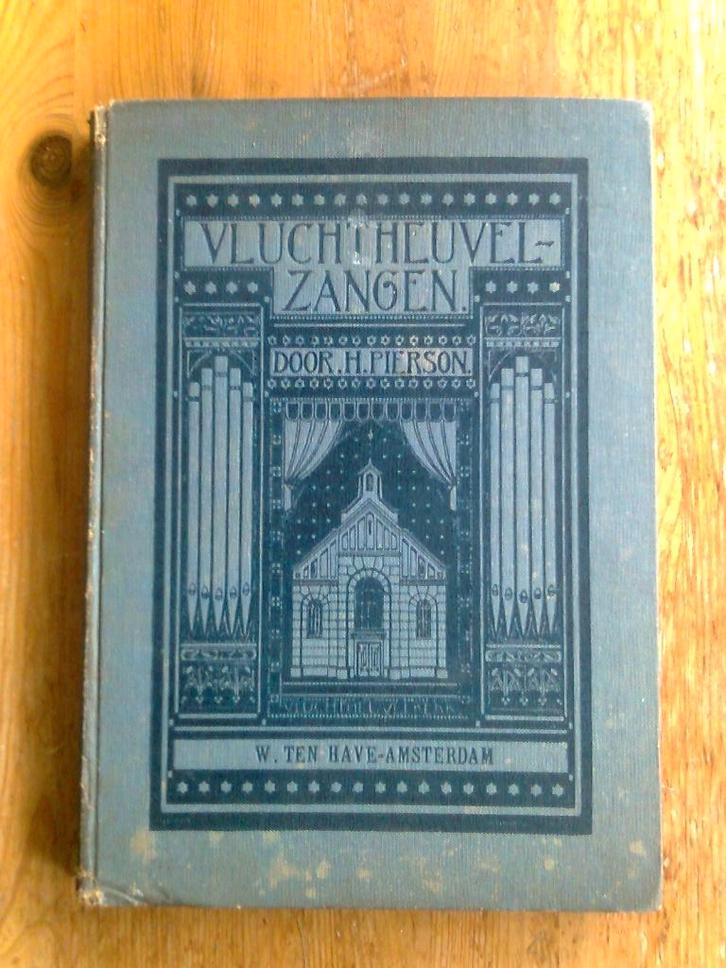 VLUCHTHEUVEL-
ZANGEN.
DOOR.H.PIERSON.
W. TEN HAVE-AMSTERDAM